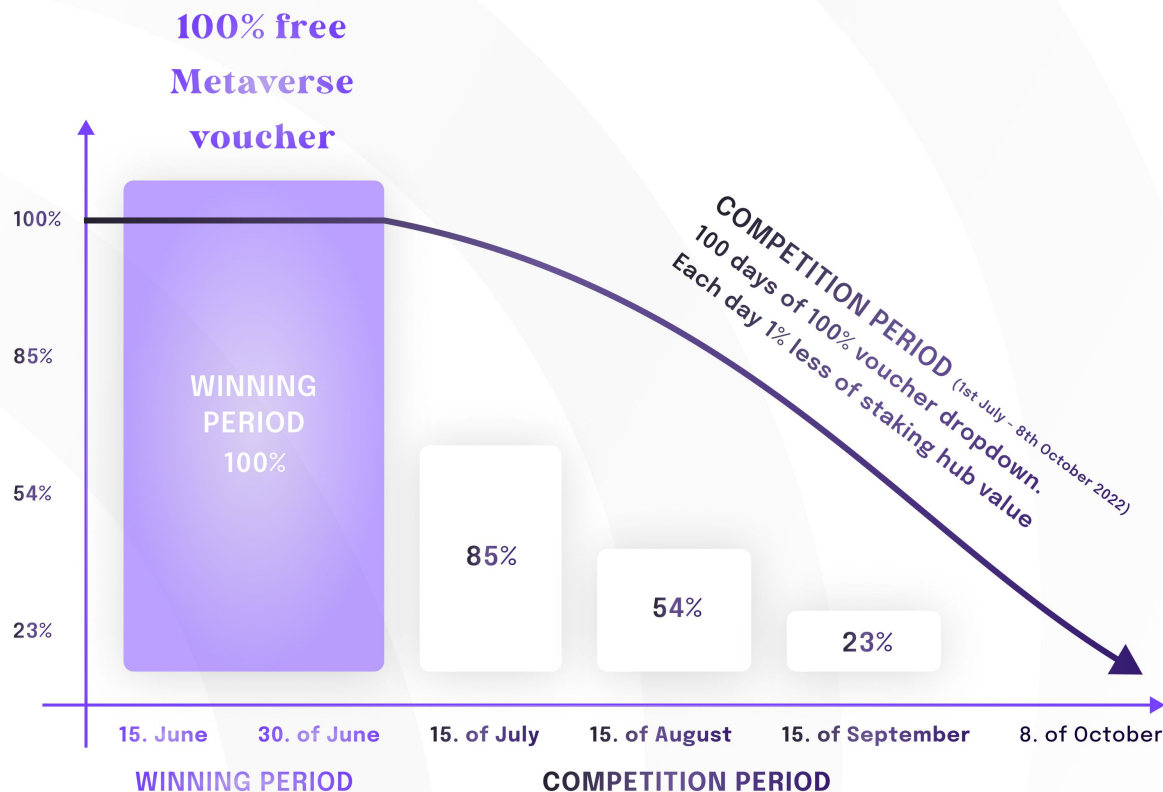 100% free
Metaverse
voucher
100%
85%
54%
23%
WINNING
PERIOD
100%
85%
54%
23%
COMPETITION PERIOD (1st July - 8th October 2022)
100 days of 100% voucher dropdown.
Each day 1% less of staking hub value
15. June 30. of June 15. of July 15. of August 15. of September 8. of October
WINNING PERIOD COMPETITION PERIOD